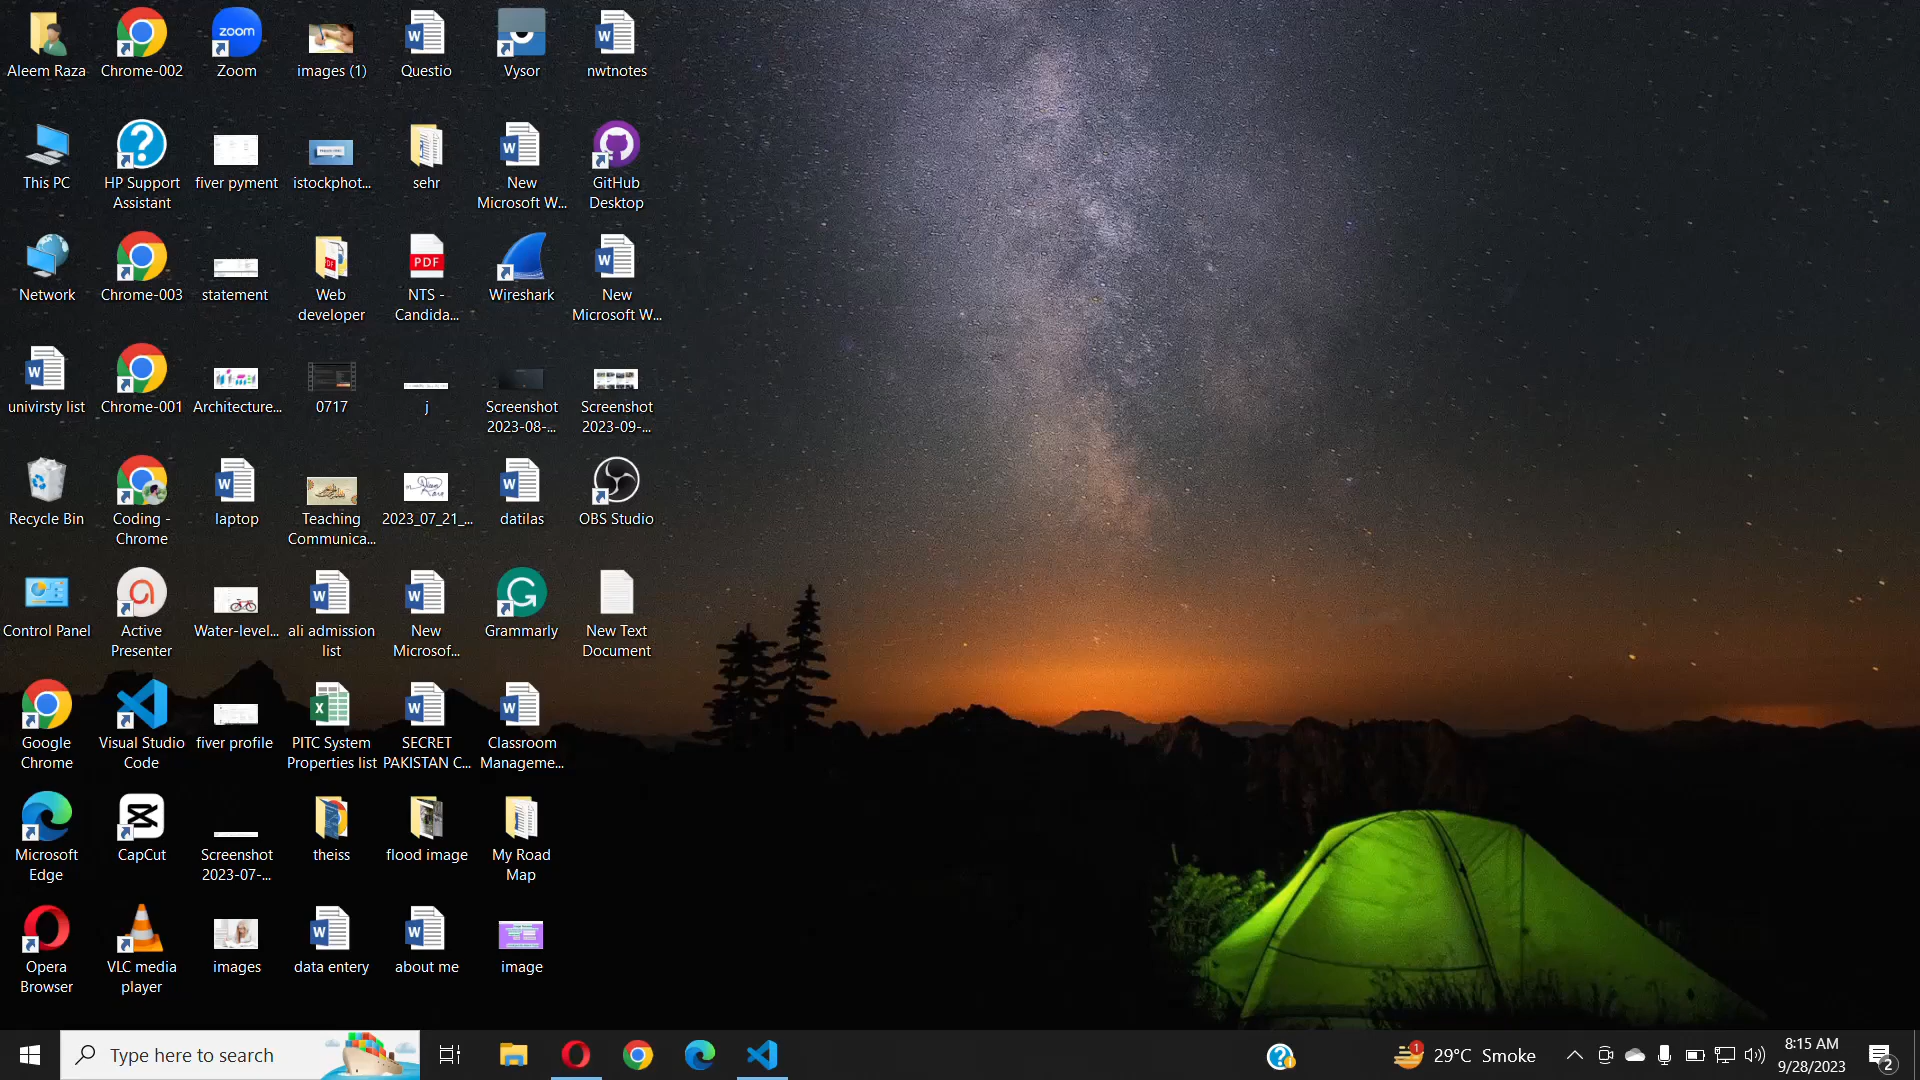 Aleem Raza
Chrome-002
zoom
Zoom
images (1)
Questio
Vysor
nwtnotes
This PC
HP Support
Assistant
fiver pyment
istockphot...
sehr
New
Microsoft W...
GitHub
Desktop
Network
Chrome-003
statement
Web
developer
PDF
NTS -
Candida...
Wireshark
New
Microsoft W...
univirsty list
Chrome-001
Architecture...
0717
j
Screenshot
2023-08-...
Screenshot
2023-09-...
Recycle Bin
Coding -
Chrome
laptop
Teaching
Communica...
2023_07_21_...
datilas
OBS Studio
Control Panel
Active
Presenter
Water-level...
ali admission
list
New
Microsof...
Grammarly
New Text
Document
Google
Chrome
Visual Studio
Code
fiver profile
PITC System
Properties list
SECRET
PAKISTAN C...
Classroom
Manageme...
Microsoft
Edge
CapCut
Screenshot
2023-07-...
theiss
flood image
My Road
Map
Opera
Browser
VLC media
player
images
data entery
about me
image
Type here to search
1
29°C Smoke
8:15 AM
9/28/2023
2